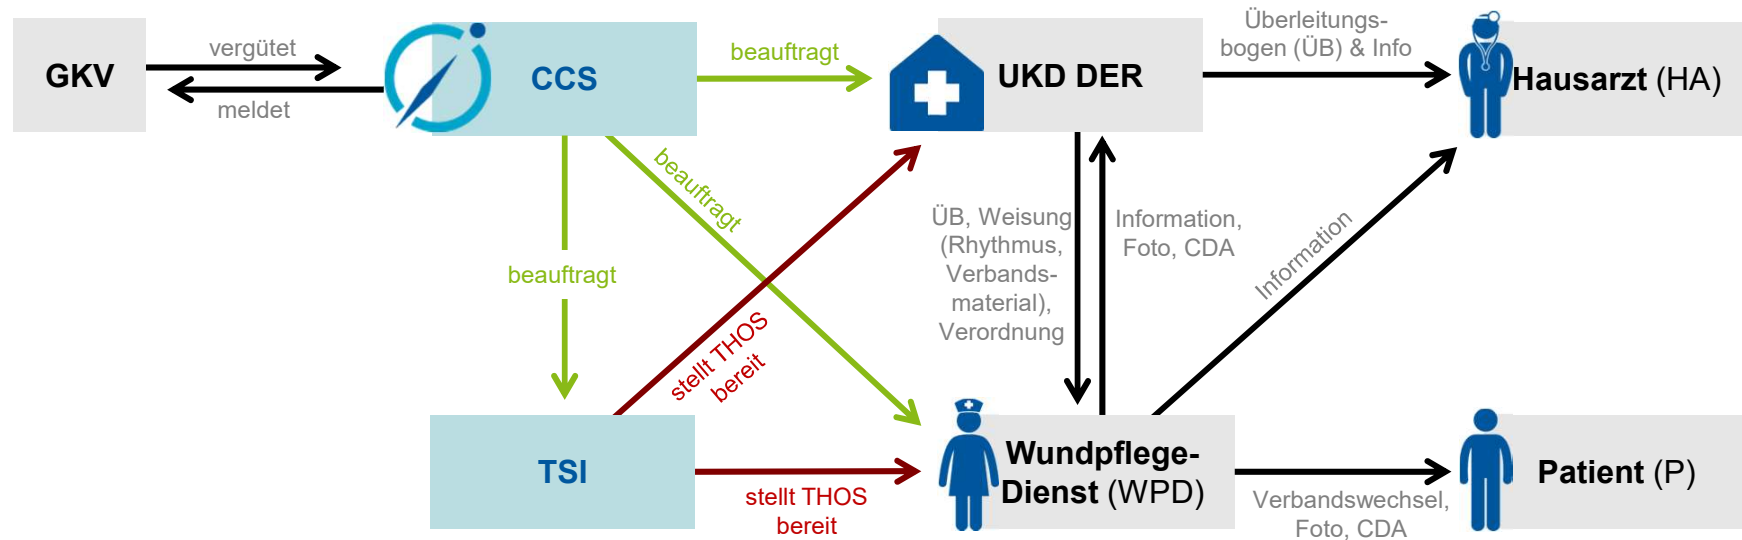 GKV
vergütet
meldet
CCS
beauftragt
UKD DER
Überleitungs-
bogen (ÜB) & Info
Hausarzt (HA)
beauftragt
beauftragt
stellt THOS
bereit
ÜB, Weisung
(Rhythmus,
Verbands-
material),
Verordnung
Information,
Foto, CDA
Information
TSI
stellt THOS
bereit
Wundpflege-
Dienst (WPD)
Verbandswechsel,
Foto, CDA
Patient (P)